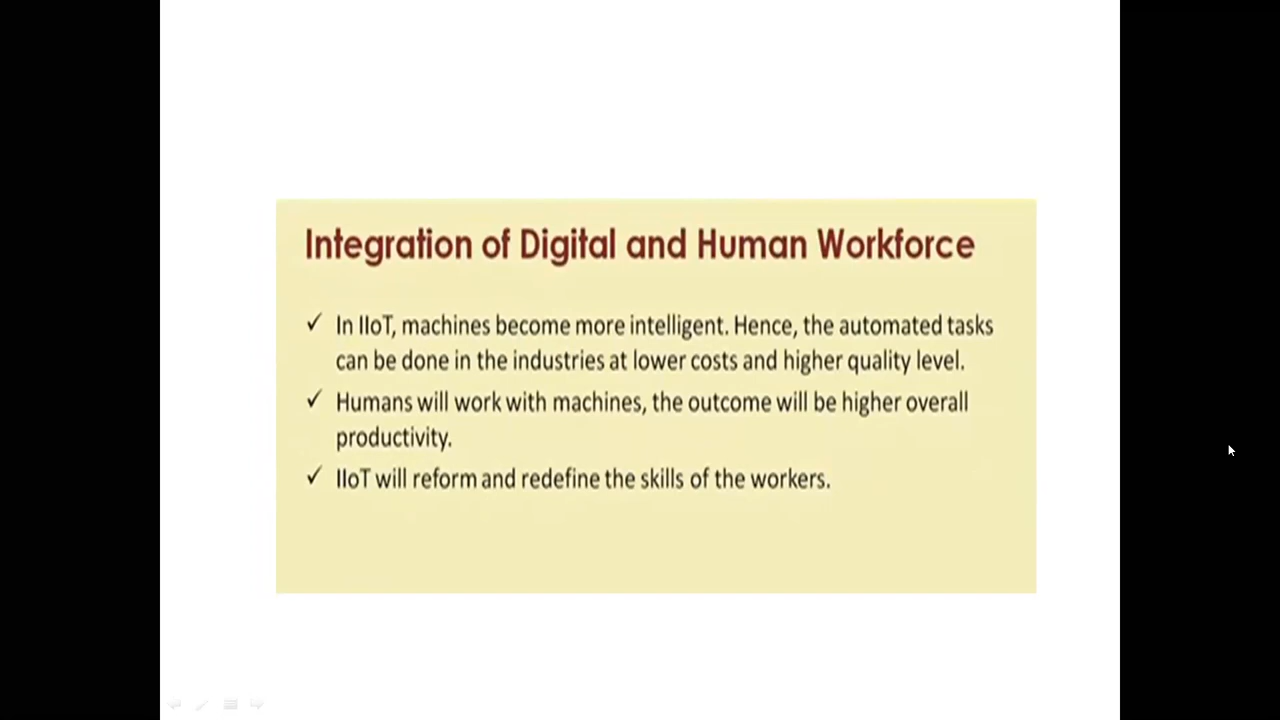 Integration of Digital and Human Workforce
✓ In IIoT, machines become more intelligent. Hence, the automated tasks
can be done in the industries at lower costs and higher quality level.
✓ Humans will work with machines, the outcome will be higher overall
productivity.
✓ IIoT will reform and redefine the skills of the workers.